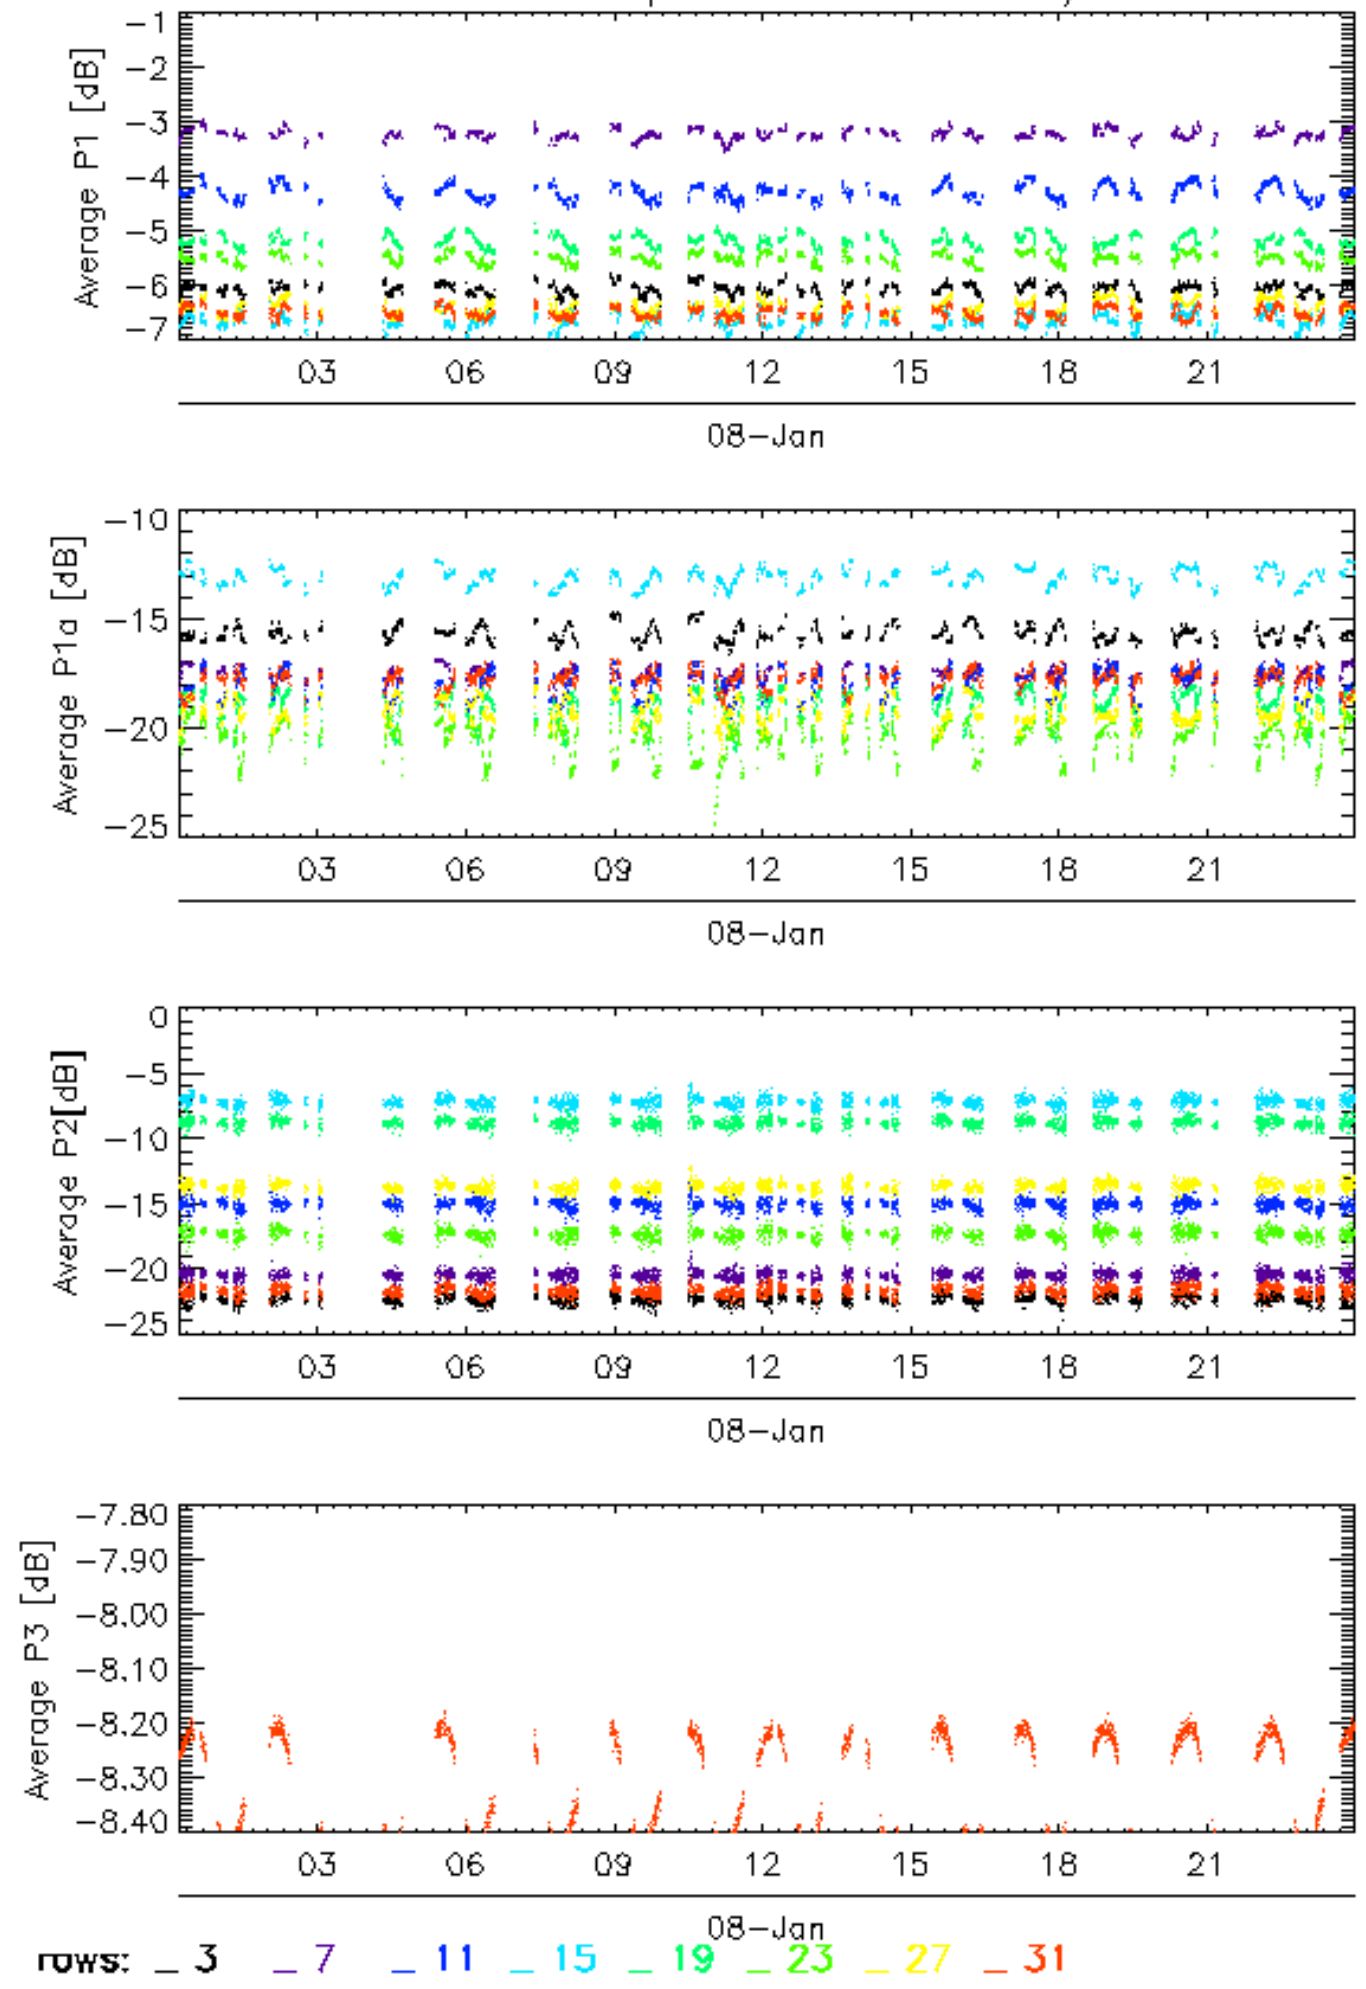 Average P1 [dB]
-1
-2
-3
-4
-5
-6
-7
03 06 09 12 15 18 21
08-Jan
Average P1a [dB]
-10
-15
-20
-25
03 06 09 12 15 18 21
08-Jan
Average P2[dB]
0
-5
-10
-15
-20
-25
03 06 09 12 15 18 21
08-Jan
Average P3 [dB]
-7.80
-7.90
-8.00
-8.10
-8.20
-8.30
-8.40
03 06 09 12 15 18 21
08-Jan
rows: _ 3 _ 7 _ 11 _ 15 _ 19 _ 23 _ 27 _ 31